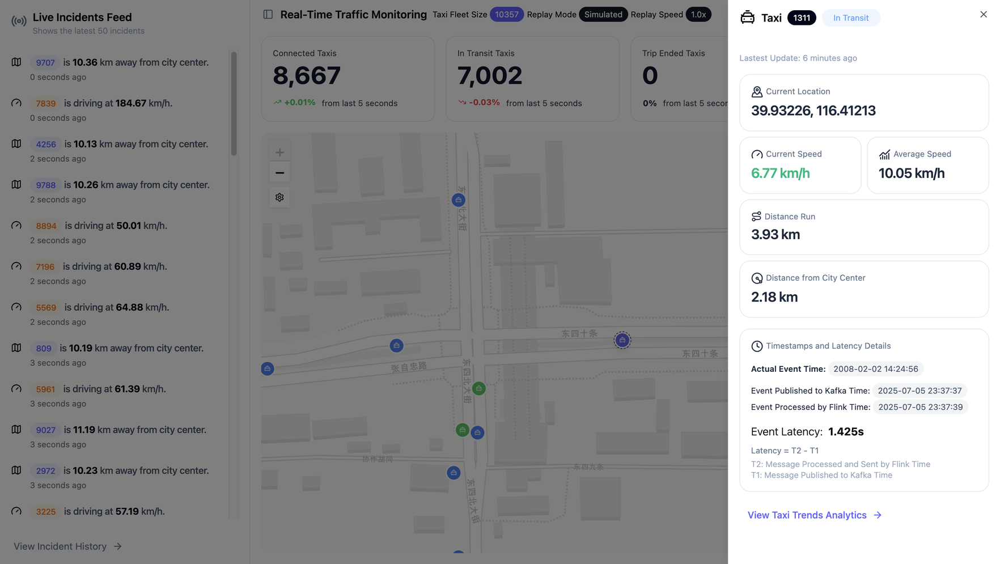 Live Incidents Feed
Shows the latest 50 incidents
9707 is 10.36 km away from city center.
0 seconds ago
7839 is driving at 184.67 km/h.
0 seconds ago
4256 is 10.13 km away from city center.
2 seconds ago
9788 is 10.26 km away from city center.
2 seconds ago
8894 is driving at 50.01 km/h.
2 seconds ago
7196 is driving at 60.89 km/h.
2 seconds ago
5569 is driving at 64.88 km/h.
2 seconds ago
809 is 10.19 km away from city center.
3 seconds ago
5961 is driving at 61.39 km/h.
3 seconds ago
9027 is 11.19 km away from city center.
3 seconds ago
2972 is 10.23 km away from city center.
3 seconds ago
3225 is driving at 57.19 km/h.
View Incident History →
Real-Time Traffic Monitoring Taxi Fleet Size 10357 Replay Mode Simulated Replay Speed 1.0x
Connected Taxis
8,667
+0.01% from last 5 seconds
In Transit Taxis
7,002
-0.03% from last 5 seconds
Trip Ended Taxis
0
0% from last 5 secon
+
−
东四北大街
东四十条
东四十条
张自忠路
东四北大街
协作胡同
东四九条
东四北大街
Taxi 1311 In Transit
Lastest Update: 6 minutes ago
Current Location
39.93226, 116.41213
Current Speed
6.77 km/h
Average Speed
10.05 km/h
Distance Run
3.93 km
Distance from City Center
2.18 km
Timestamps and Latency Details
Actual Event Time: 2008-02-02 14:24:56
Event Published to Kafka Time: 2025-07-05 23:37:37
Event Processed by Flink Time: 2025-07-05 23:37:39
Event Latency: 1.425s
Latency = T2 - T1
T2: Message Processed and Sent by Flink Time
T1: Message Published to Kafka Time
View Taxi Trends Analytics →